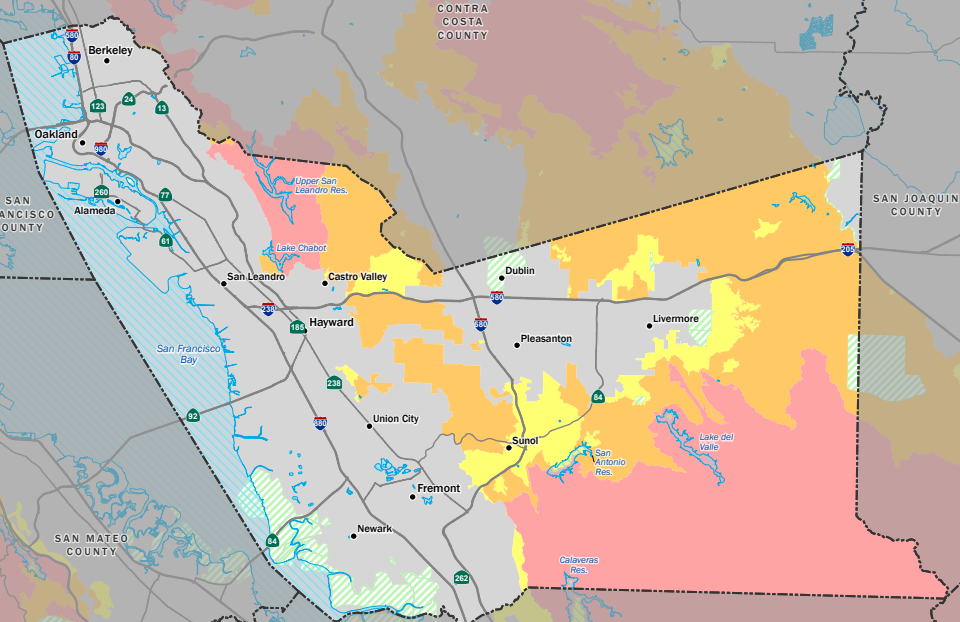 CONTRA
COSTA
COUNTY
580
80
Berkeley
123
24
13
Oakland
980
Upper San
Leandro Res.
260
77
Alameda
SAN
ANCISCO
OUNTY
SAN JOAQUIN
COUNTY
61
Lake Chabot
205
San Leandro
Castro Valley
Dublin
580
238
185
Hayward
680
Livermore
Pleasanton
San Francisco
Bay
238
84
92
880
Union City
Sunol
Lake del
Valle
San
Antonio
Res.
Fremont
Newark
84
SAN MATEO
COUNTY
Calaveras
Res.
262